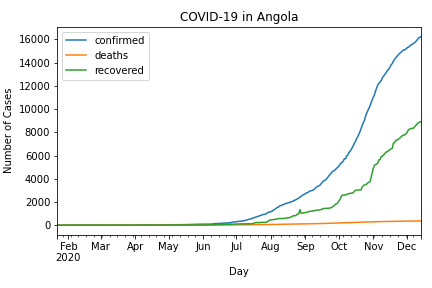 COVID-19 in Angola
confirmed
deaths
recovered
16000
14000
12000
10000
8000
6000
4000
2000
0
Number of Cases
Feb Mar Apr May Jun Jul Aug Sep Oct Nov Dec
2020
Day